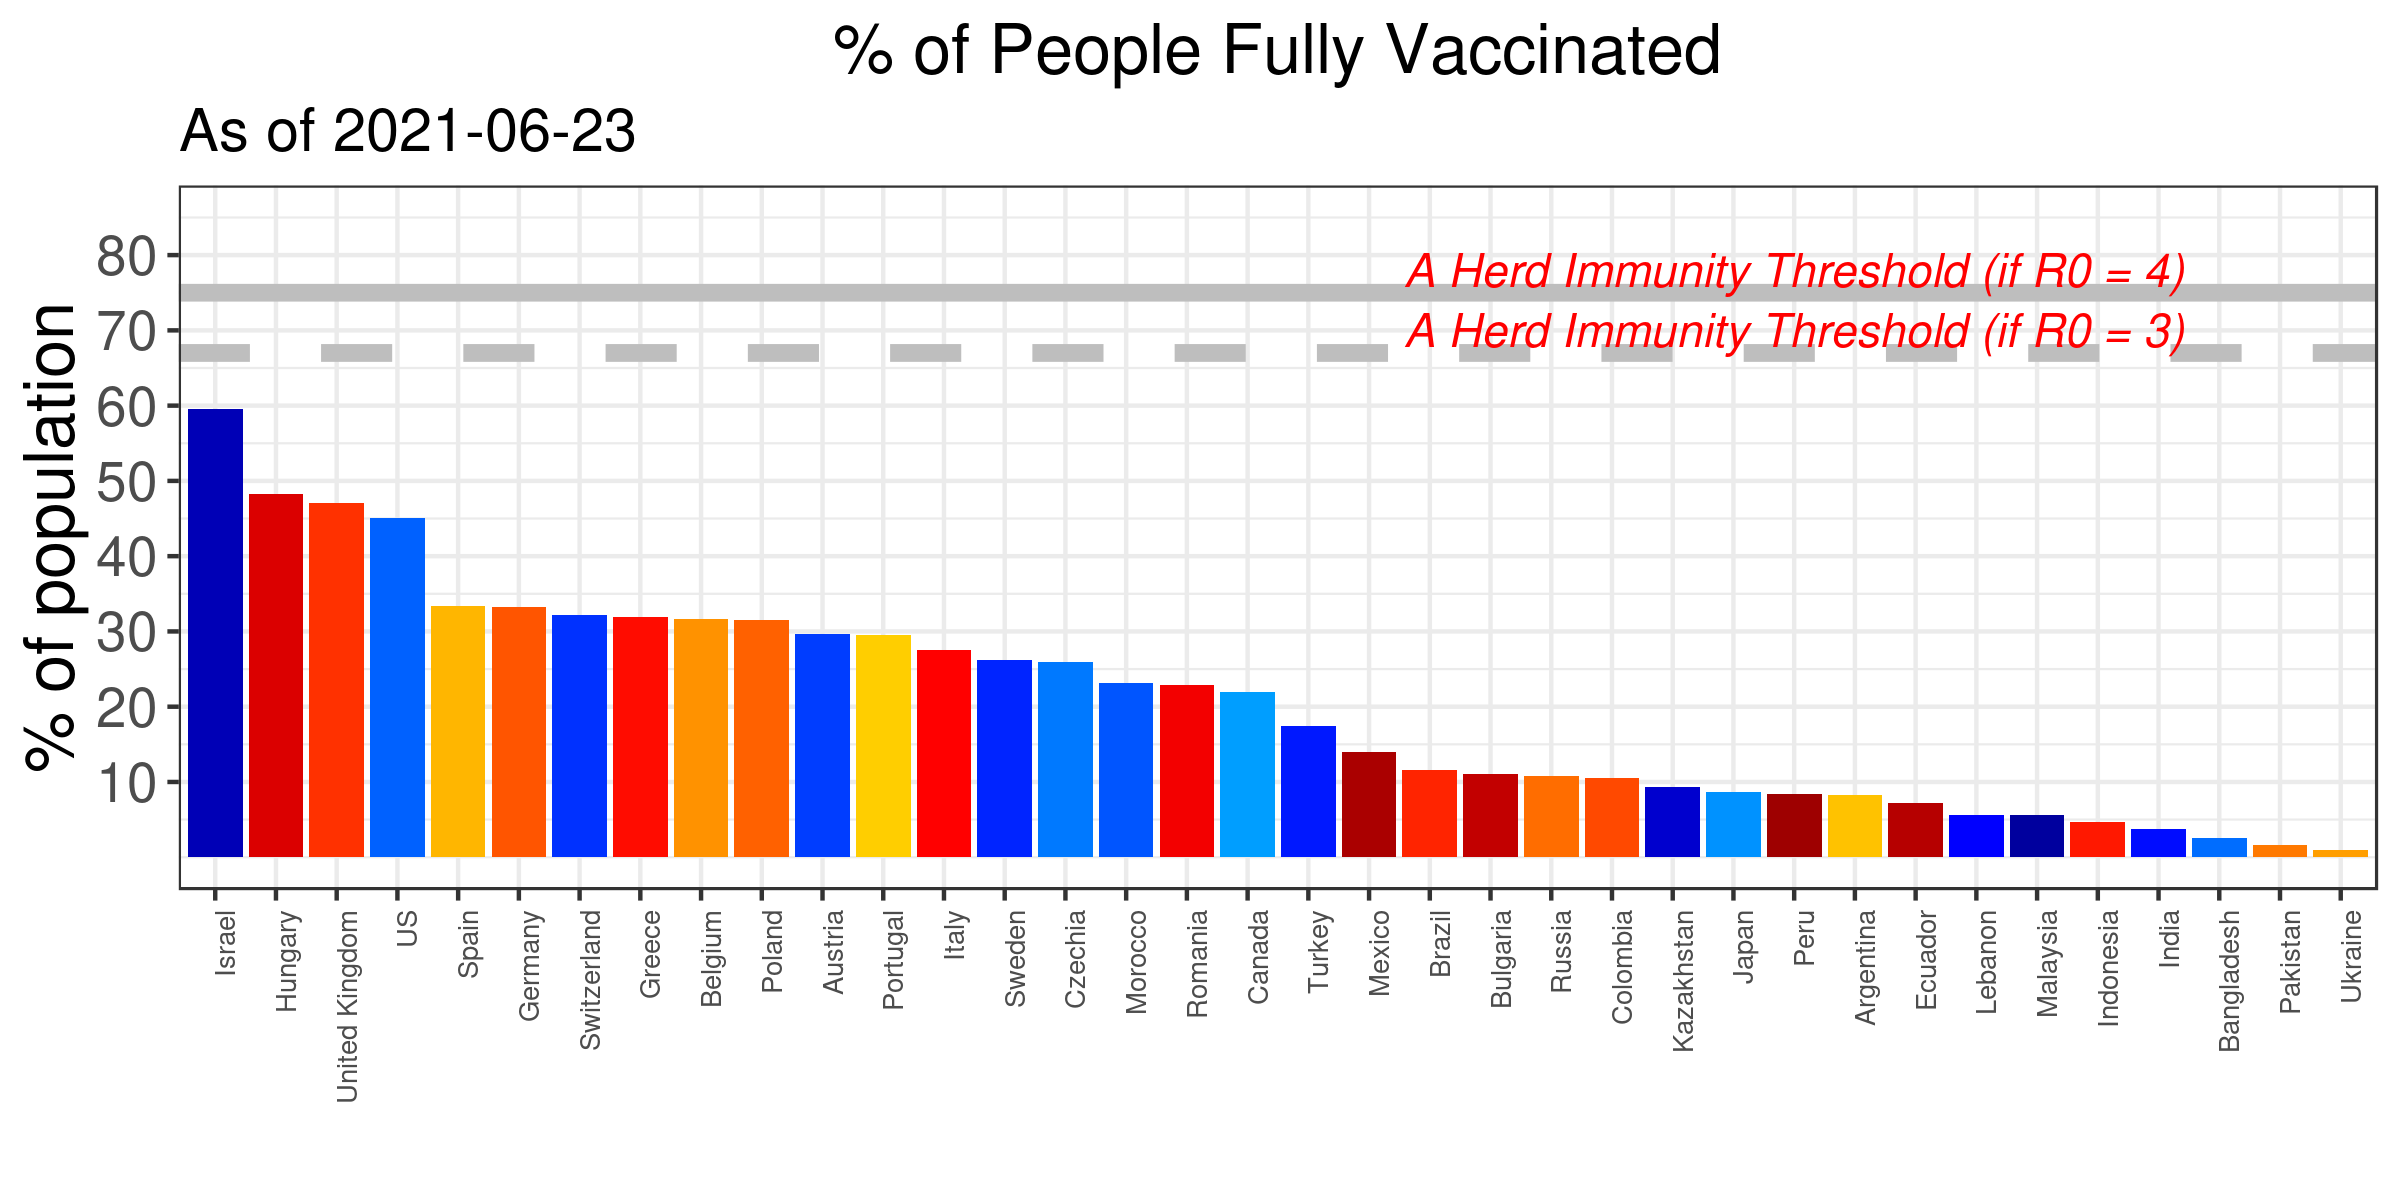 % of People Fully Vaccinated
As of 2021-06-23
% of population
80
70
60
50
40
30
20
10
A Herd Immunity Threshold (if R0 = 4)
A Herd Immunity Threshold (if R0 = 3)
Israel
Hungary
United Kingdom
US
Spain
Germany
Switzerland
Greece
Belgium
Poland
Austria
Portugal
Italy
Sweden
Czechia
Morocco
Romania
Canada
Turkey
Mexico
Brazil
Bulgaria
Russia
Colombia
Kazakhstan
Japan
Peru
Argentina
Ecuador
Lebanon
Malaysia
Indonesia
India
Bangladesh
Pakistan
Ukraine